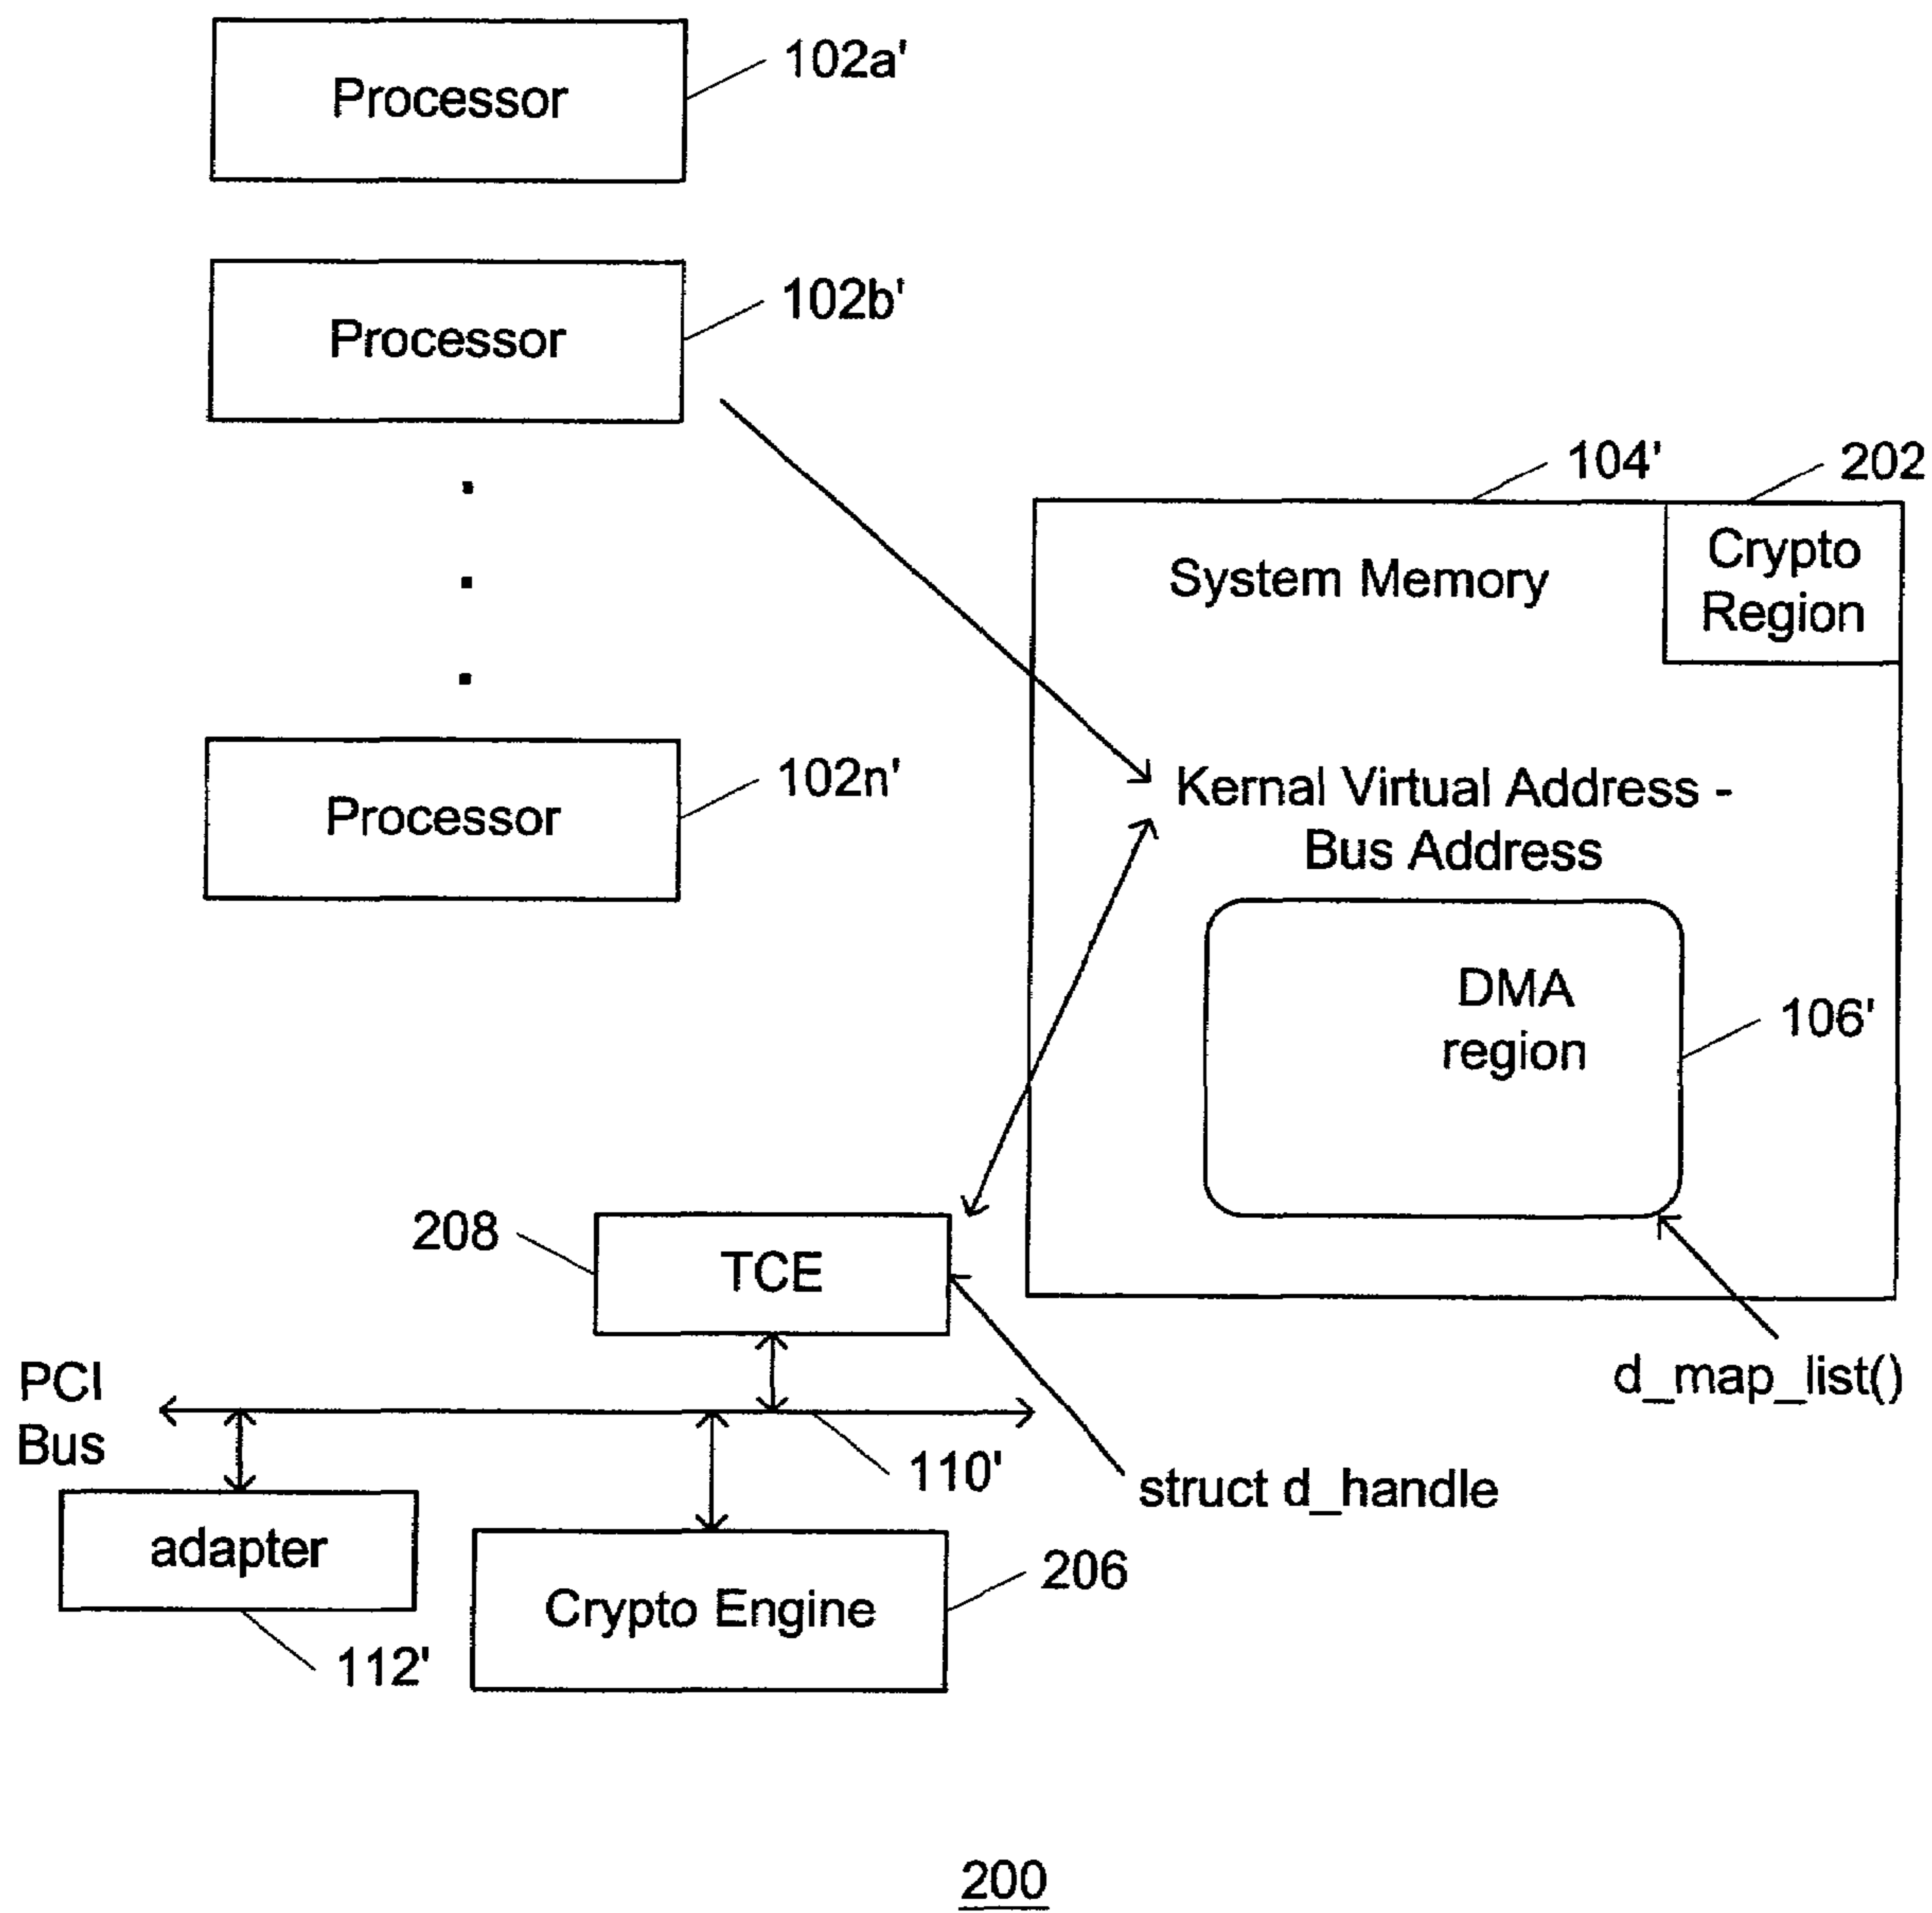 Processor
102a'
Processor
102b'
104'
202
System Memory
Crypto
Region
Processor
102n'
Kernal Virtual Address -
Bus Address
DMA
region
106'
208
TCE
d_map_list()
PCI
Bus
110'
struct d_handle
adapter
112'
Crypto Engine
206
200